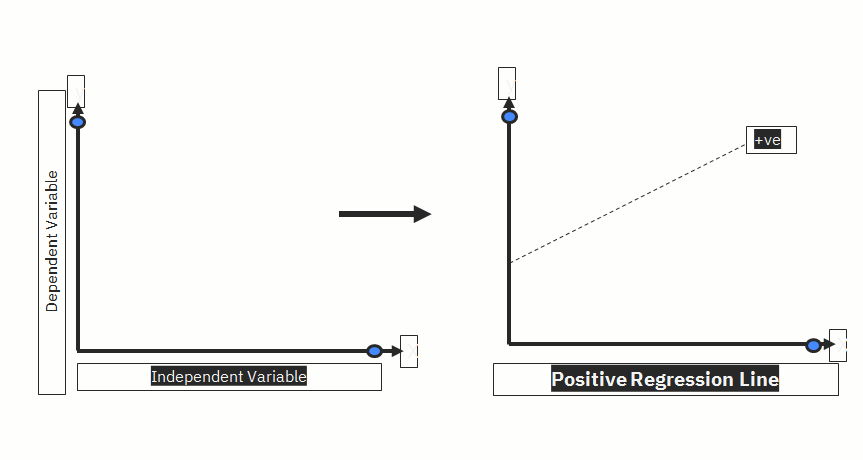 Dependent Variable
Independent Variable
+ve
Positive Regression Line